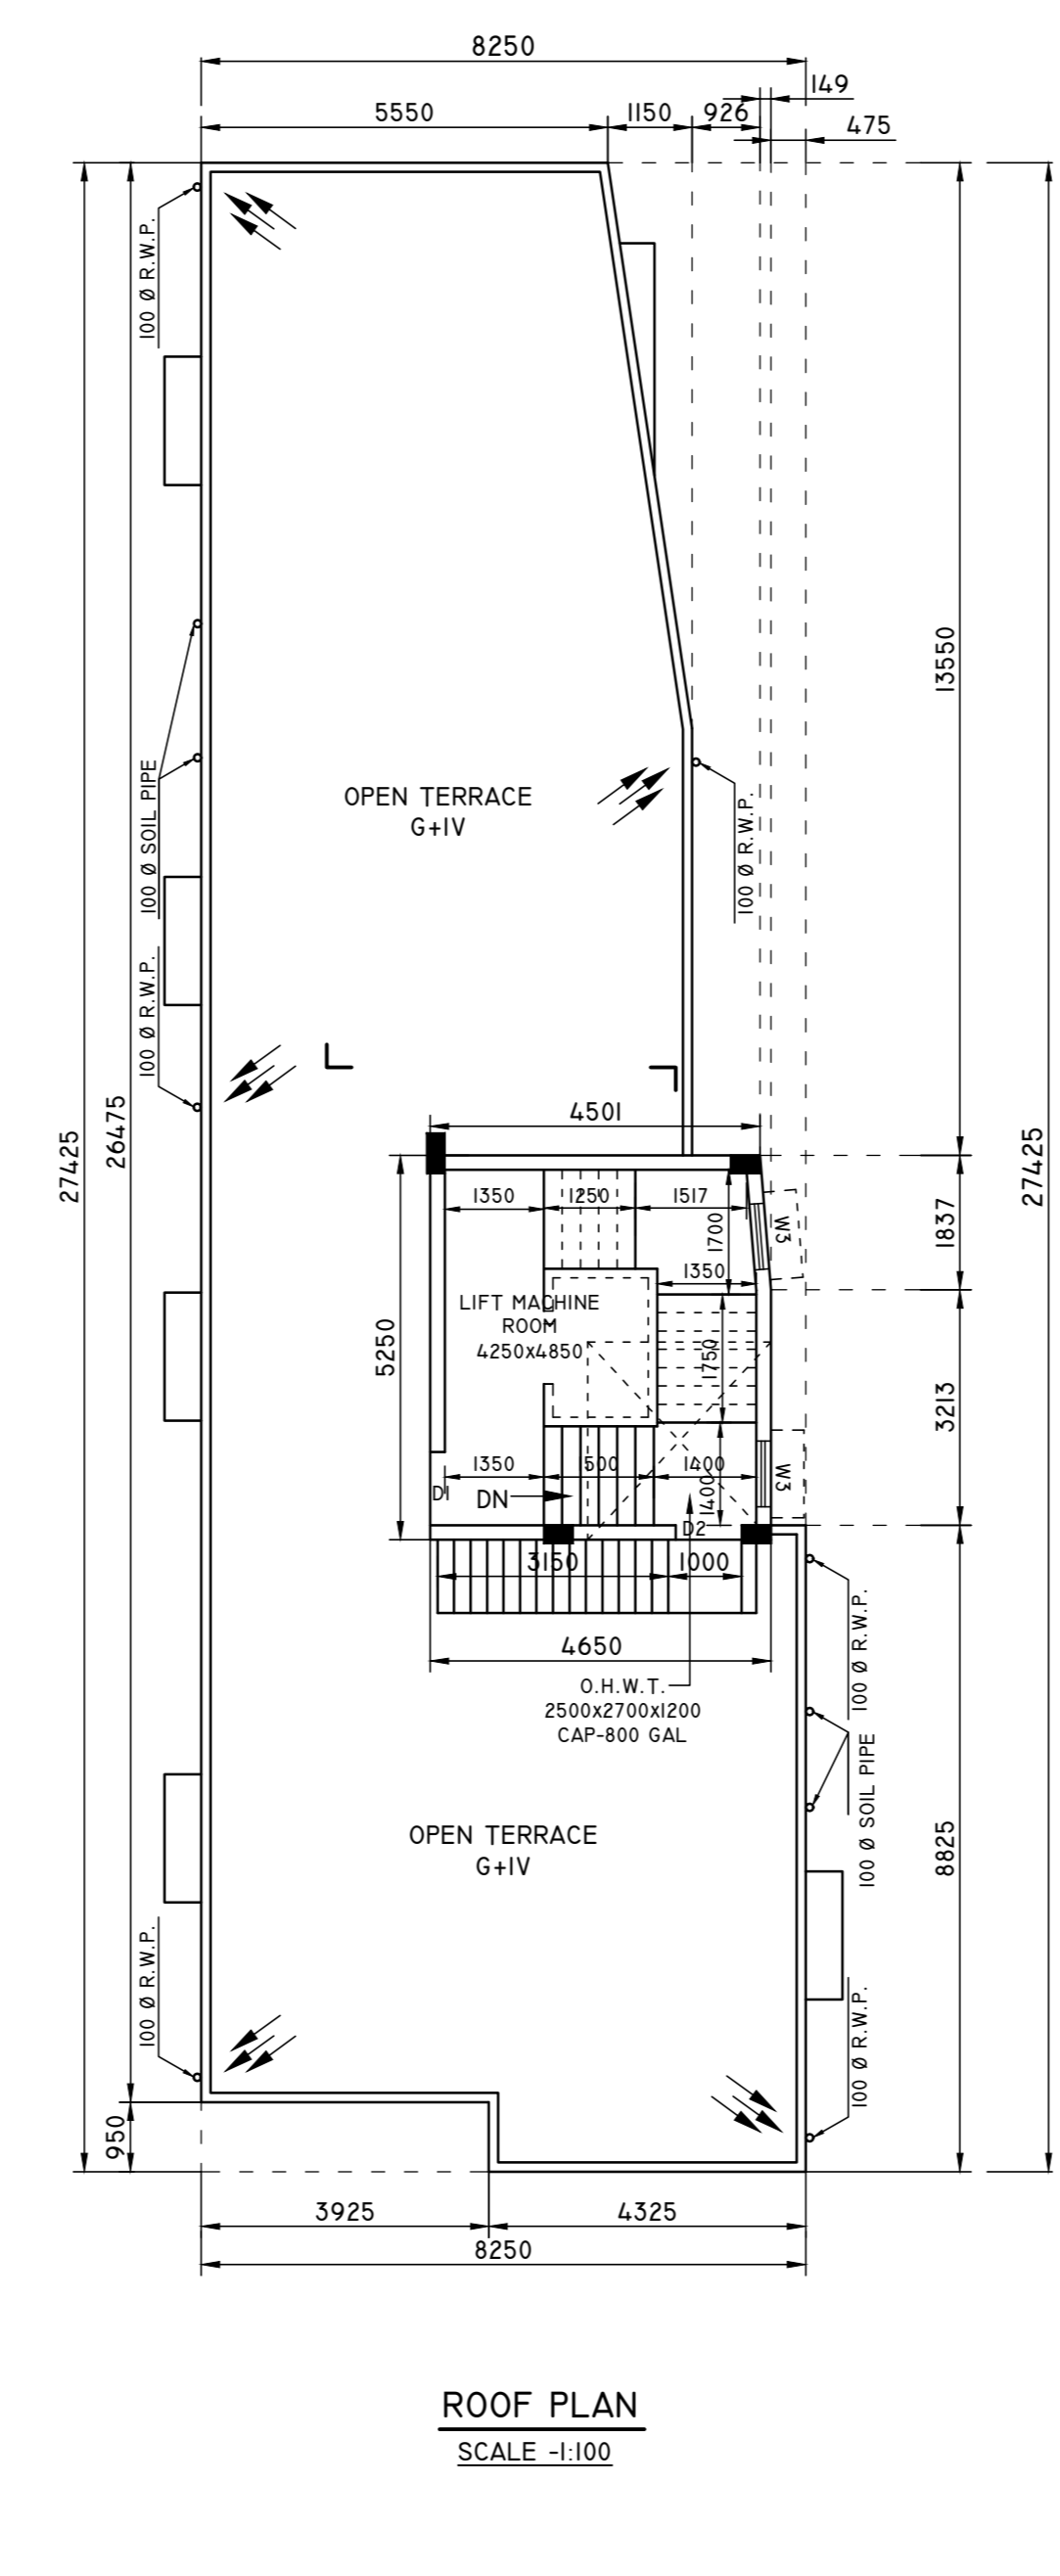 8250
149
5550
1150
926
475
100 Ø R.W.P.
13550
100 Ø SOIL PIPE
OPEN TERRACE
G+IV
100 Ø R.W.P.
100 Ø R.W.P.
27425
26475
27425
4501
1350
1250
1517
1700
W3
1837
1350
LIFT MACHINE
ROOM
4250x4850
5250
1750
3213
1350
1500
1400
W3
D1
DN
1400
D2
3150
1000
4650
O.H.W.T.
2500x2700x1200
CAP-800 GAL
100 Ø R.W.P.
100 Ø SOIL PIPE
OPEN TERRACE
G+IV
8825
100 Ø R.W.P.
100 Ø R.W.P.
950
3925
4325
8250
ROOF PLAN
SCALE -1:100